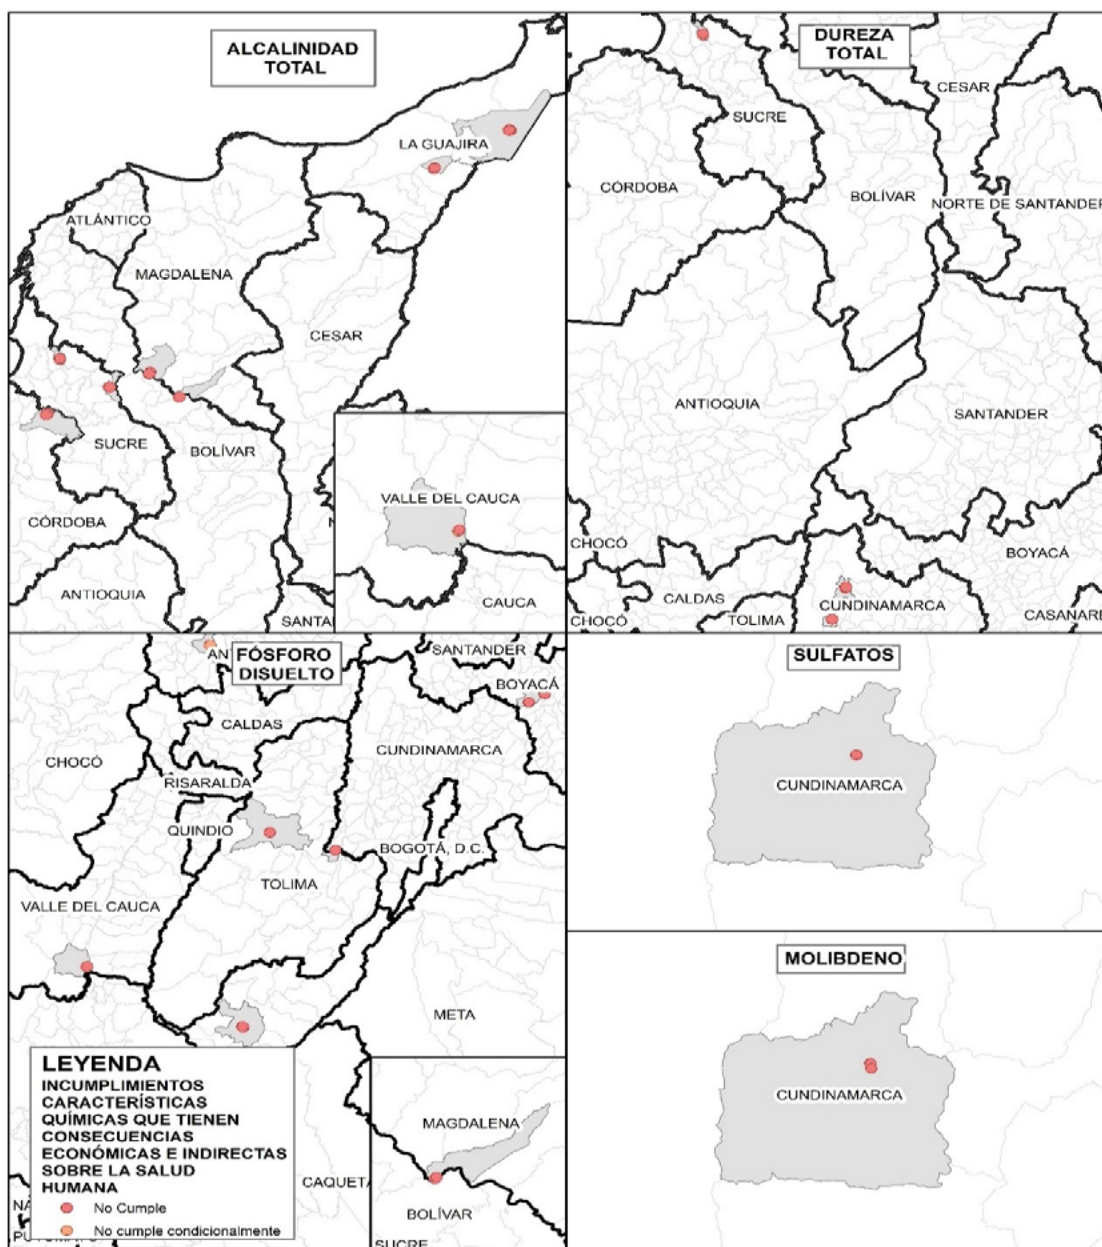 ALCALINIDAD
TOTAL
LA GUAJIRA
ATLÁNTICO
MAGDALENA
CESAR
SUCRE
BOLÍVAR
CÓRDOBA
ANTIOQUIA
SANTA
VALLE DEL CAUCA
CAUCA
DUREZA
TOTAL
CESAR
SUCRE
CÓRDOBA
BOLÍVAR
NORTE DE SANTANDER
ANTIOQUIA
SANTANDER
CHOCÓ
BOYACÁ
CALDAS
CUNDINAMARCA
CHOCÓ
TOLIMA
CASANARE
AN
FÓSFORO
DISUELTO
SANTANDER
BOYACÁ
CALDAS
CUNDINAMARCA
CHOCÓ
RISARALDA
QUINDIO
BOGOTÁ, D.C.
TOLIMA
VALLE DEL CAUCA
META
CAQUETA
LEYENDA
INCUMPLIMIENTOS
CARACTERÍSTICAS
QUÍMICAS QUE TIENEN
CONSECUENCIAS
ECONÓMICAS E INDIRECTAS
SOBRE LA SALUD
HUMANA
No Cumple
No cumple condicionalmente
MAGDALENA
BOLÍVAR
SUCRE
SULFATOS
CUNDINAMARCA
MOLIBDENO
CUNDINAMARCA